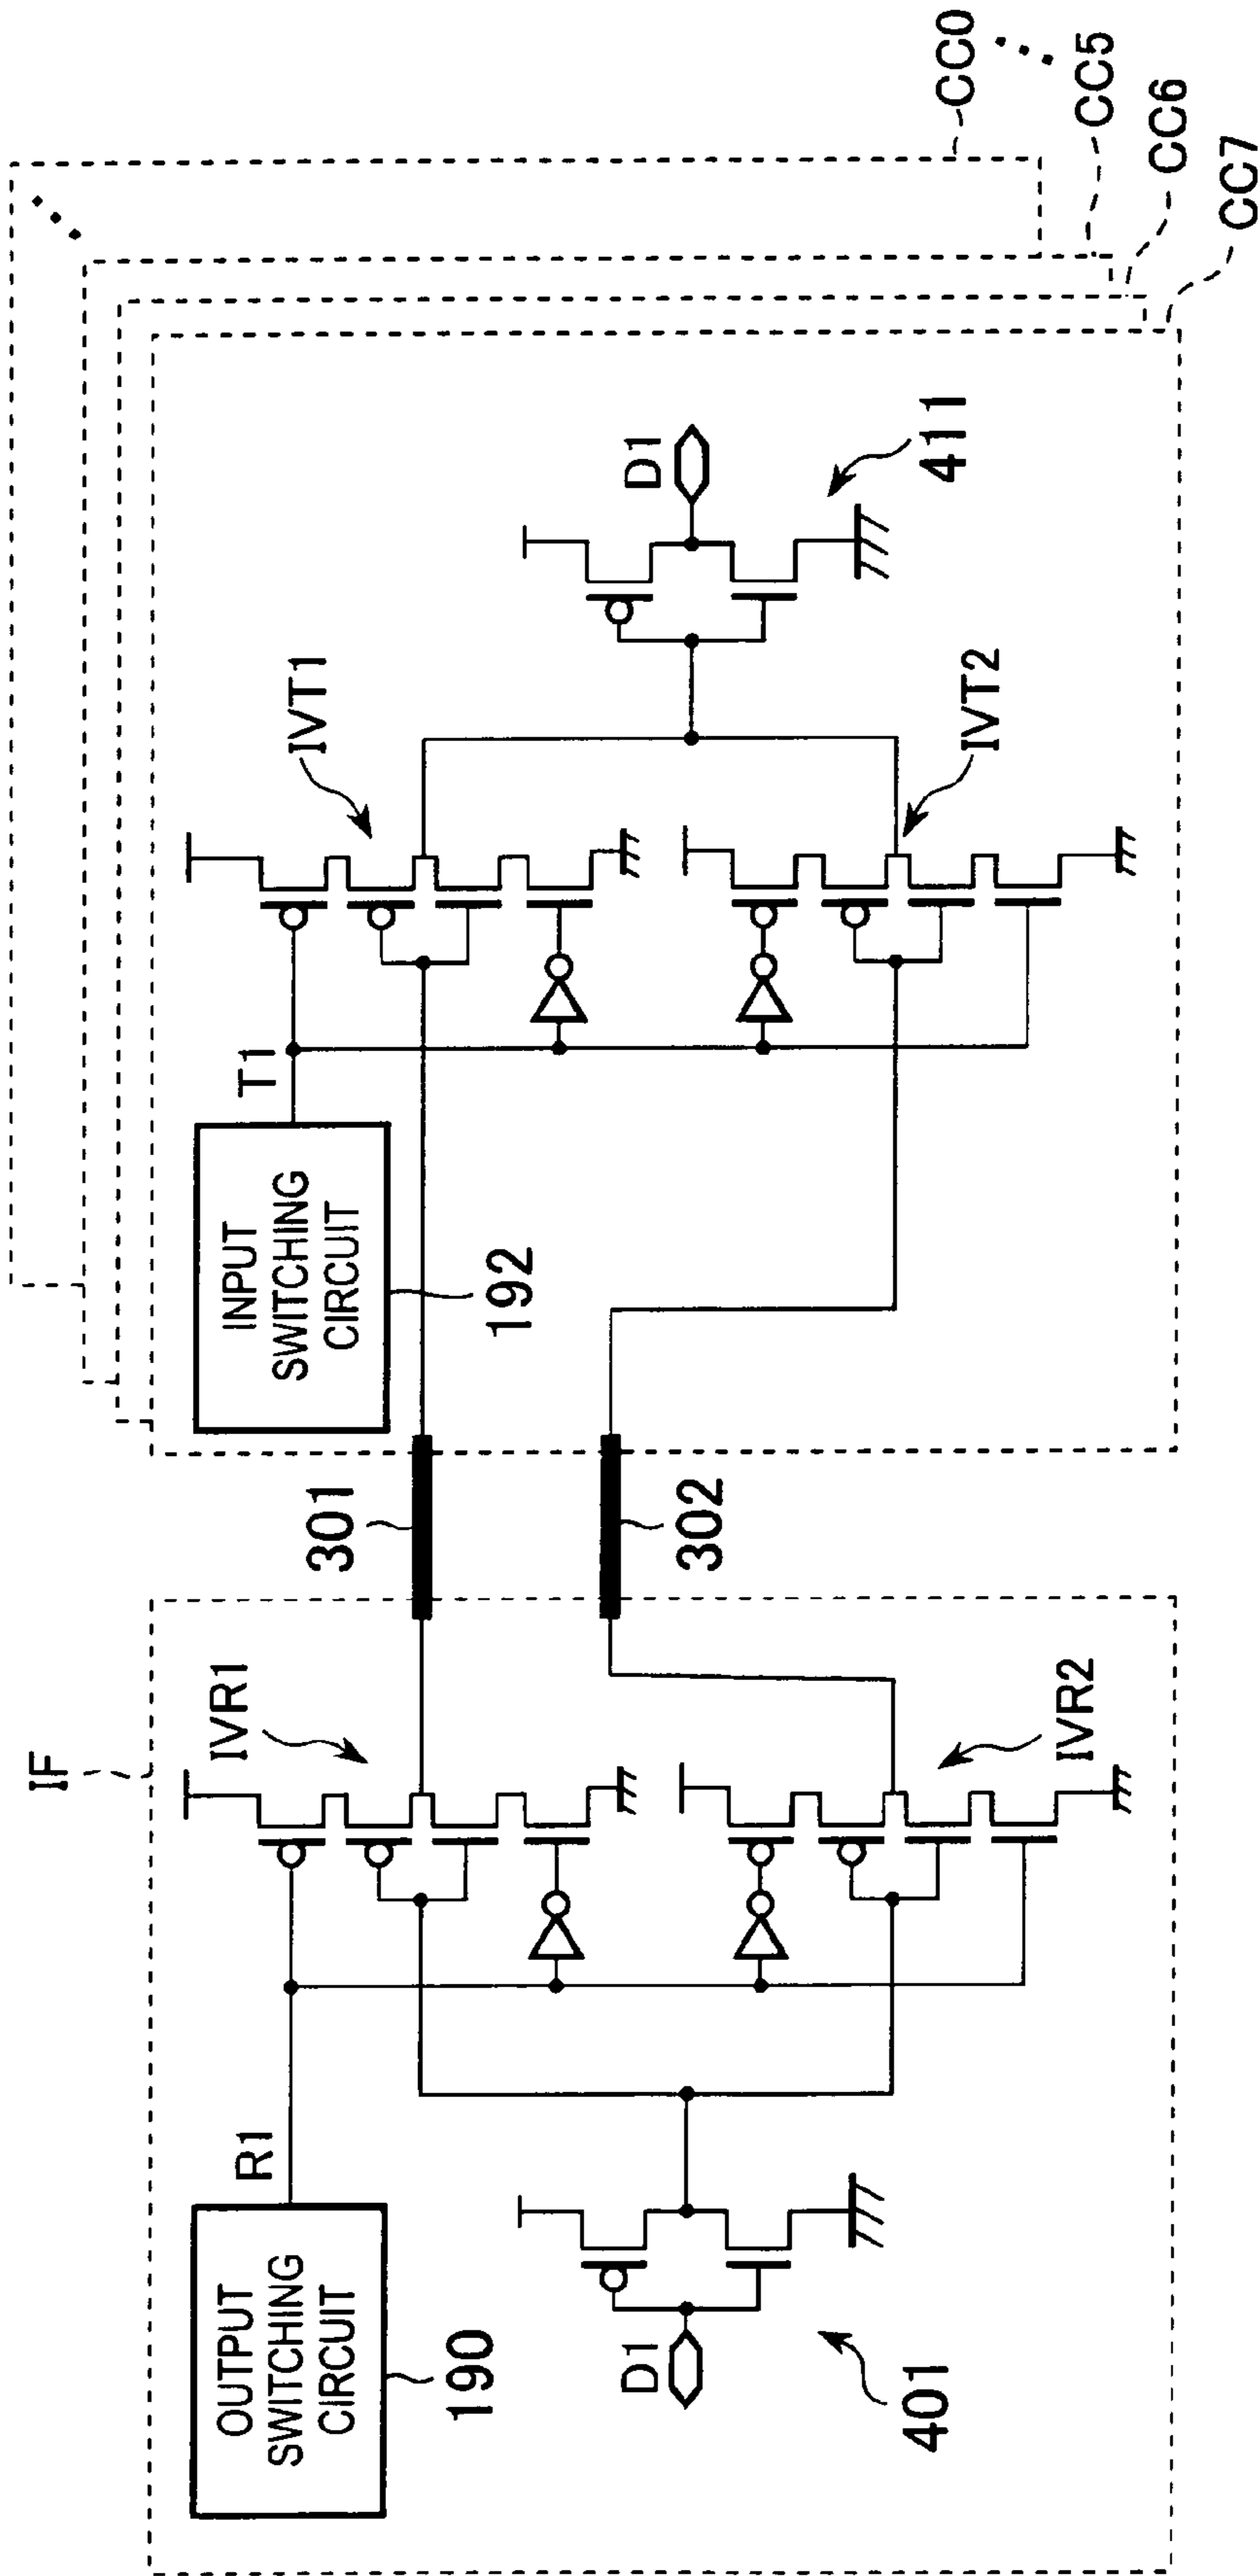 IF
OUTPUT
SWITCHING
CIRCUIT
190
R1
D1
401
IVR1
IVR2
301
302
INPUT
SWITCHING
CIRCUIT
192
T1
IVT1
IVT2
D1
411
CC0
CC5
CC6
CC7